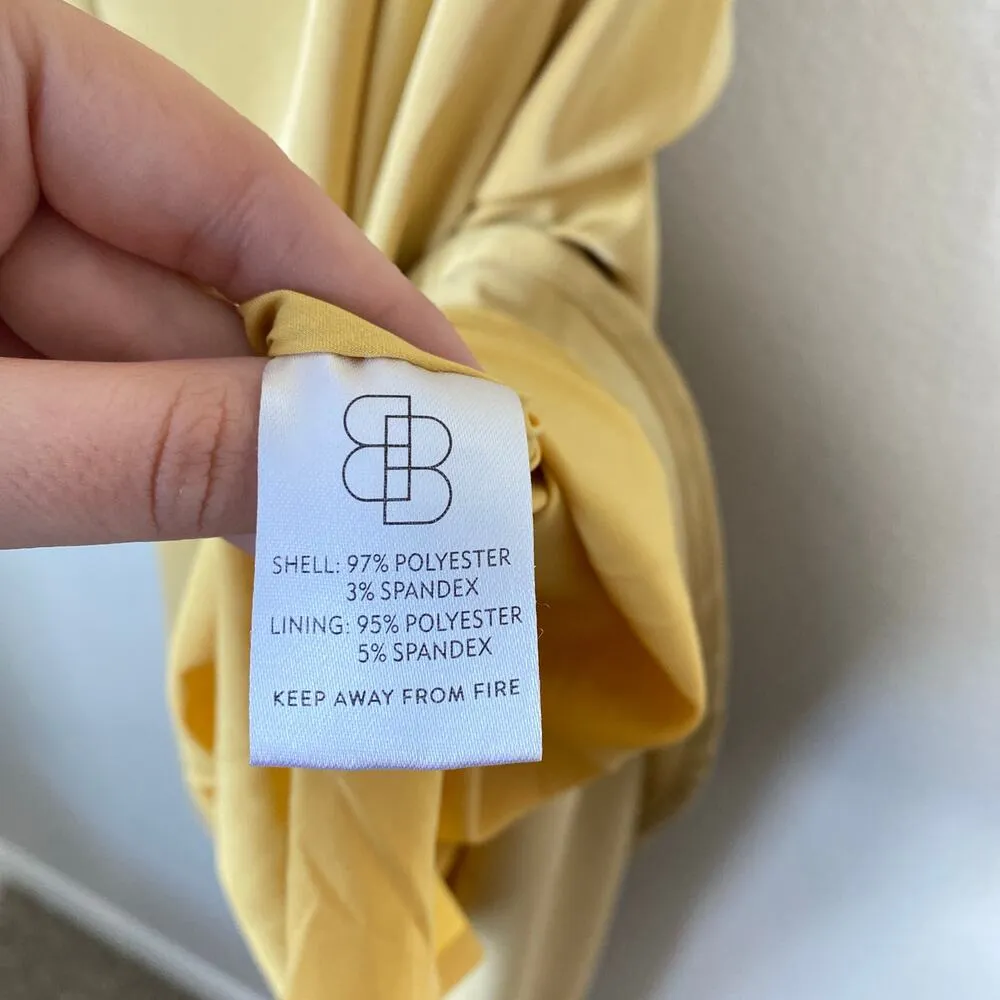 SHELL: 97% POLYESTER
3% SPANDEX
LINING: 95% POLYESTER
5% SPANDEX
KEEP AWAY FROM FIRE